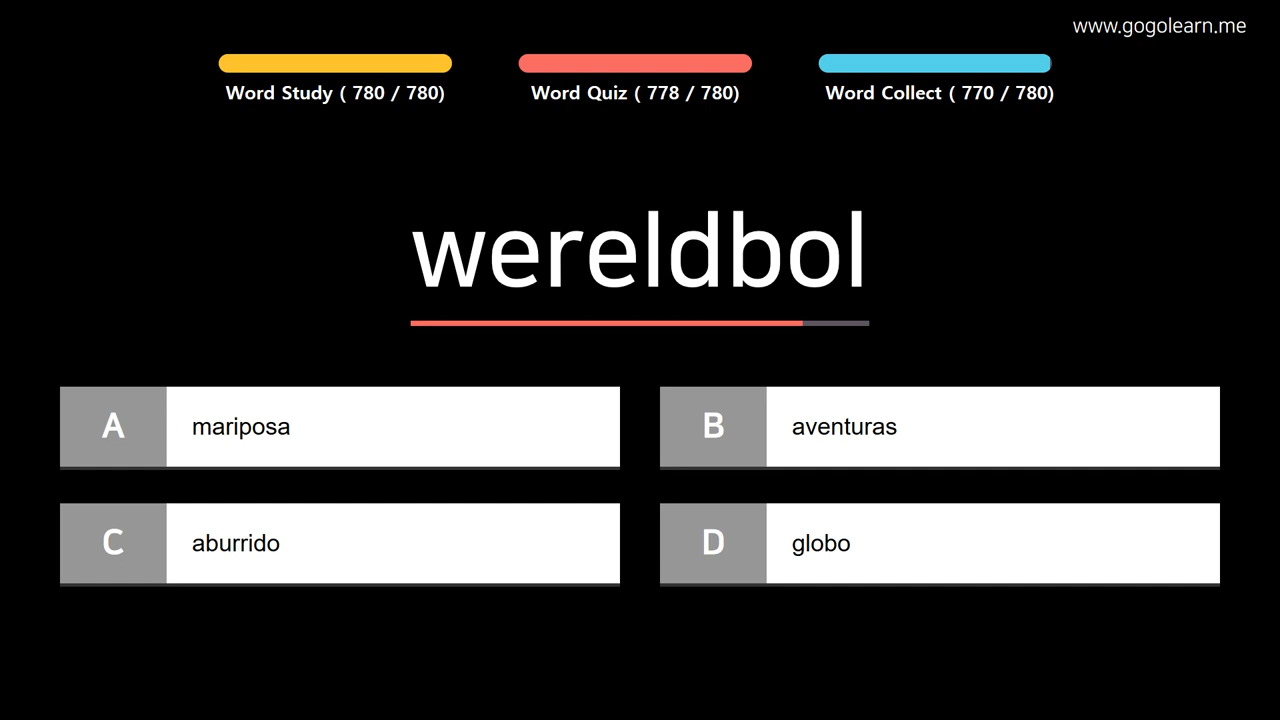 www.gogolearn.me
Word Study ( 780 / 780)
Word Quiz ( 778 / 780)
Word Collect ( 770 / 780)
wereldbol
A mariposa
B aventuras
C aburrido
D globo